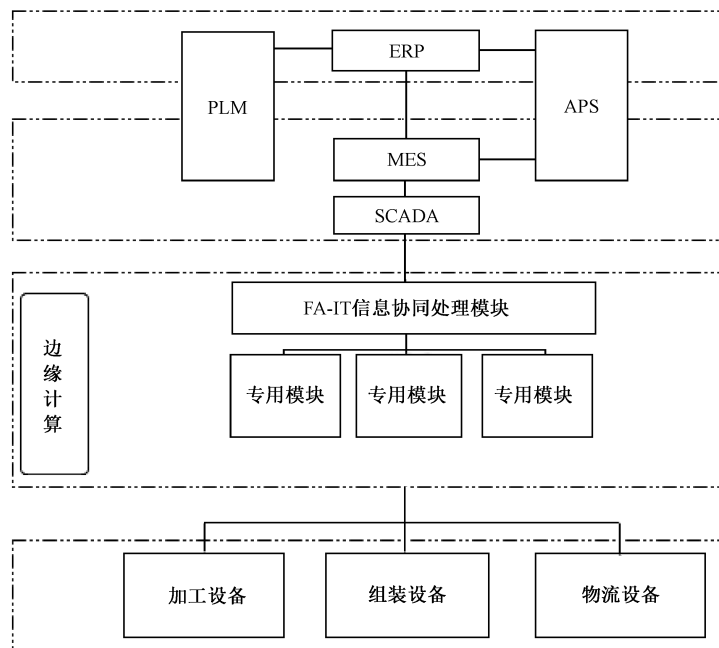 ERP
PLM
APS
MES
SCADA
FA-IT信息协同处理模块
边缘计算
专用模块
专用模块
专用模块
加工设备
组装设备
物流设备